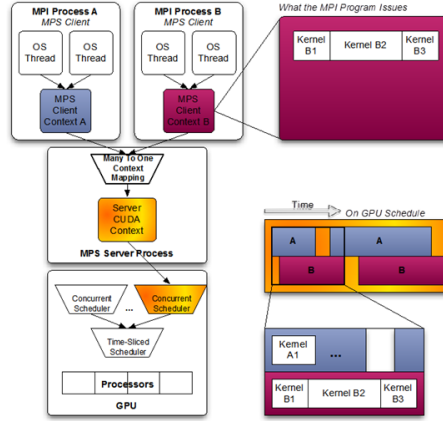 MPI Process A
MPS Client
OS
Thread
OS
Thread
MPS
Client
Context A
MPI Process B
MPS Client
OS
Thread
OS
Thread
MPS
Client
Context B
What the MPI Program Issues
Kernel
B1
Kernel B2
Kernel
B3
Many To One
Context
Mapping
Server
CUDA
Context
MPS Server Process
Concurrent
Scheduler
...
Concurrent
Scheduler
Time-Sliced
Scheduler
Processors
GPU
Time
On GPU Schedule
A
A
B
B
Kernel
A1
...
Kernel
B1
Kernel B2
Kernel
B3